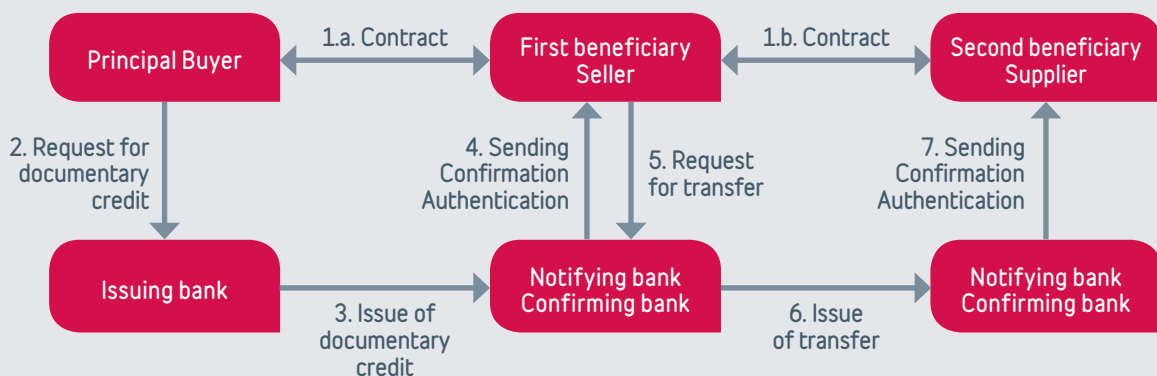 Principal Buyer
1.a. Contract
First beneficiary
Seller
1.b. Contract
Second beneficiary
Supplier
2. Request for
documentary
credit
4. Sending
Confirmation
Authentication
5. Request
for transfer
7. Sending
Confirmation
Authentication
Issuing bank
3. Issue of
documentary
credit
Notifying bank
Confirming bank
6. Issue
of transfer
Notifying bank
Confirming bank